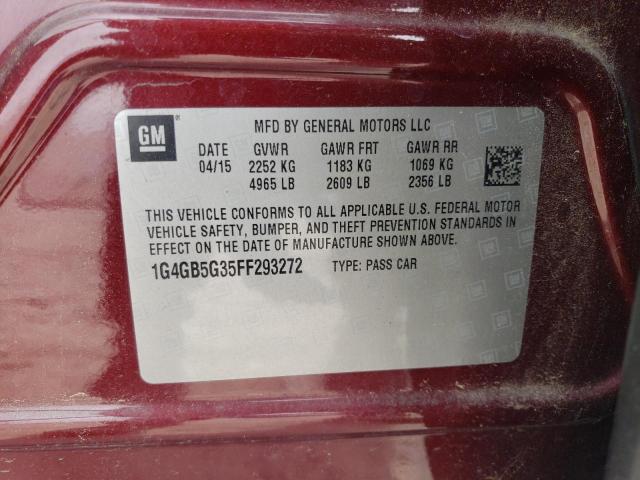 GM
MFD BY GENERAL MOTORS LLC
DATE GVWR GAWR FRT GAWR RR
04/15 2252 KG 1183 KG 1069 KG
4965 LB 2609 LB 2356 LB
THIS VEHICLE CONFORMS TO ALL APPLICABLE U.S. FEDERAL MOTOR
VEHICLE SAFETY, BUMPER, AND THEFT PREVENTION STANDARDS IN
EFFECT ON THE DATE OF MANUFACTURE SHOWN ABOVE.
1G4GB5G35FF293272 TYPE: PASS CAR